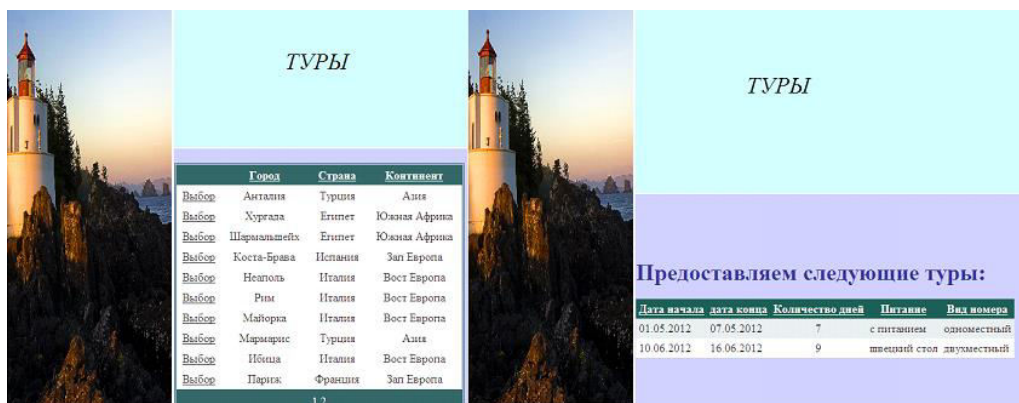 ТУРЫ
Город Страна Континент
Выбор Анталия Турция Азия
Выбор Хургада Египет Южная Африка
Выбор Шармальшейх Египет Южная Африка
Выбор Коста-Брава Испания Зап Европа
Выбор Неаполь Италия Вост Европа
Выбор Рим Италия Вост Европа
Выбор Майорка Италия Вост Европа
Выбор Мармарис Турция Азия
Выбор Ибица Италия Вост Европа
Выбор Париж Франция Зап Европа
1 2
ТУРЫ
Предоставляем следующие туры:
Дата начала дата конца Количество дней Питание Вид номера
01.05.2012 07.05.2012 7 с питанием одноместный
10.06.2012 16.06.2012 9 швецкий стол двухместный